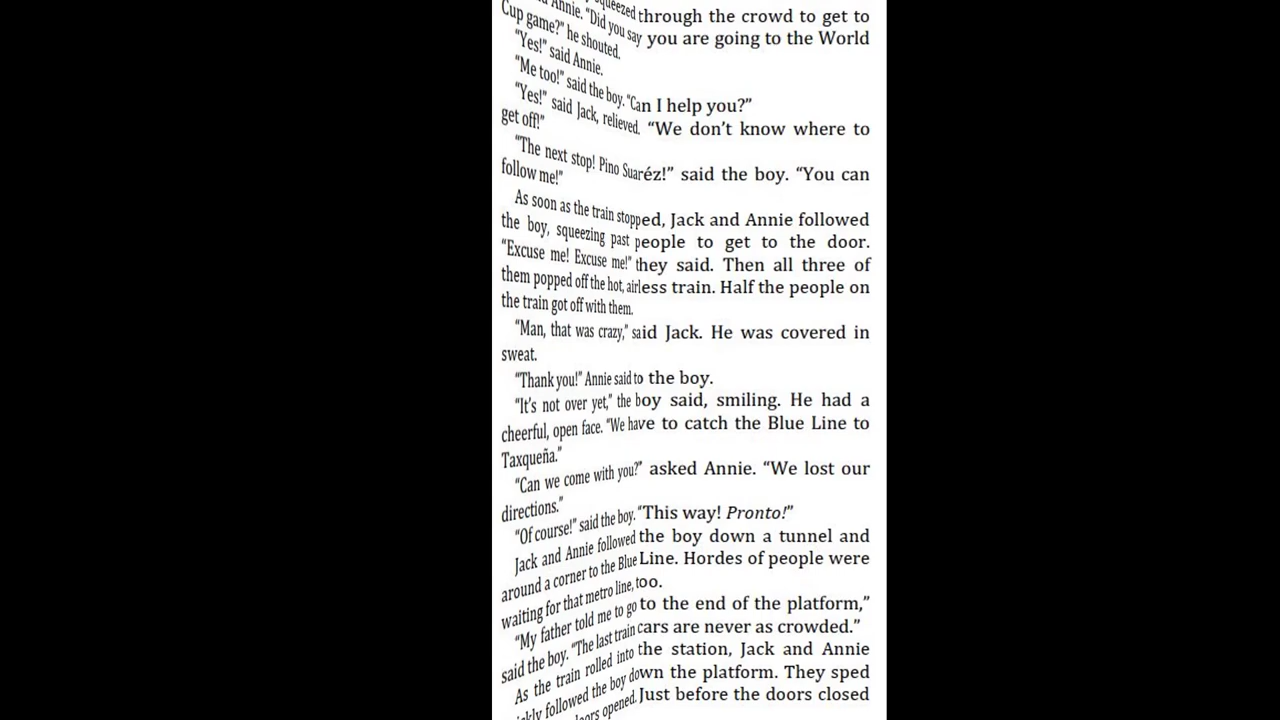 squeezed through the crowd to get to
Annie. “Did you say you are going to the World
Cup game?” he shouted.
“Yes!” said Annie.
“Me too!” said the boy. “Can I help you?”
“Yes!” said Jack, relieved. “We don’t know where to
get off!”
“The next stop! Pino Suaréz!” said the boy. “You can
follow me!”
As soon as the train stopped, Jack and Annie followed
the boy, squeezing past people to get to the door.
“Excuse me! Excuse me!” they said. Then all three of
them popped off the hot, airless train. Half the people on
the train got off with them.
“Man, that was crazy,” said Jack. He was covered in
sweat.
“Thank you!” Annie said to the boy.
“It’s not over yet,” the boy said, smiling. He had a
cheerful, open face. “We have to catch the Blue Line to
Taxqueña.”
“Can we come with you?” asked Annie. “We lost our
directions.”
“Of course!” said the boy. “This way! Pronto!”
Jack and Annie followed the boy down a tunnel and
around a corner to the Blue Line. Hordes of people were
waiting for that metro line, too.
“My father told me to go to the end of the platform,”
said the boy. “The last train cars are never as crowded.”
As the train rolled into the station, Jack and Annie
followed the boy down the platform. They sped
opened. Just before the doors closed